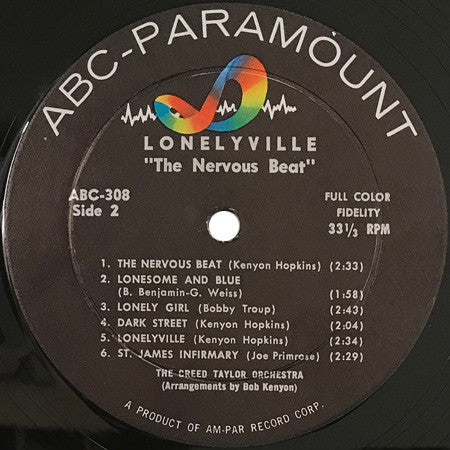 ABC-PARAMOUNT
LONELYVILLE
"The Nervous Beat"
ABC-308
Side 2
FULL COLOR
FIDELITY
33 1/3 RPM
1. THE NERVOUS BEAT (Kenyon Hopkins) (2:33)
2. LONESOME AND BLUE
(B. Benjamin-G. Weiss) (1:58)
3. LONELY GIRL (Bobby Troup) (2:43)
4. DARK STREET (Kenyon Hopkins) (2:04)
5. LONELYVILLE (Kenyon Hopkins) (2:34)
6. ST. JAMES INFIRMARY (Joe Primrose) (2:29)
THE CREED TAYLOR ORCHESTRA
(Arrangements by Bob Kenyon)
A PRODUCT OF AM-PAR RECORD CORP.